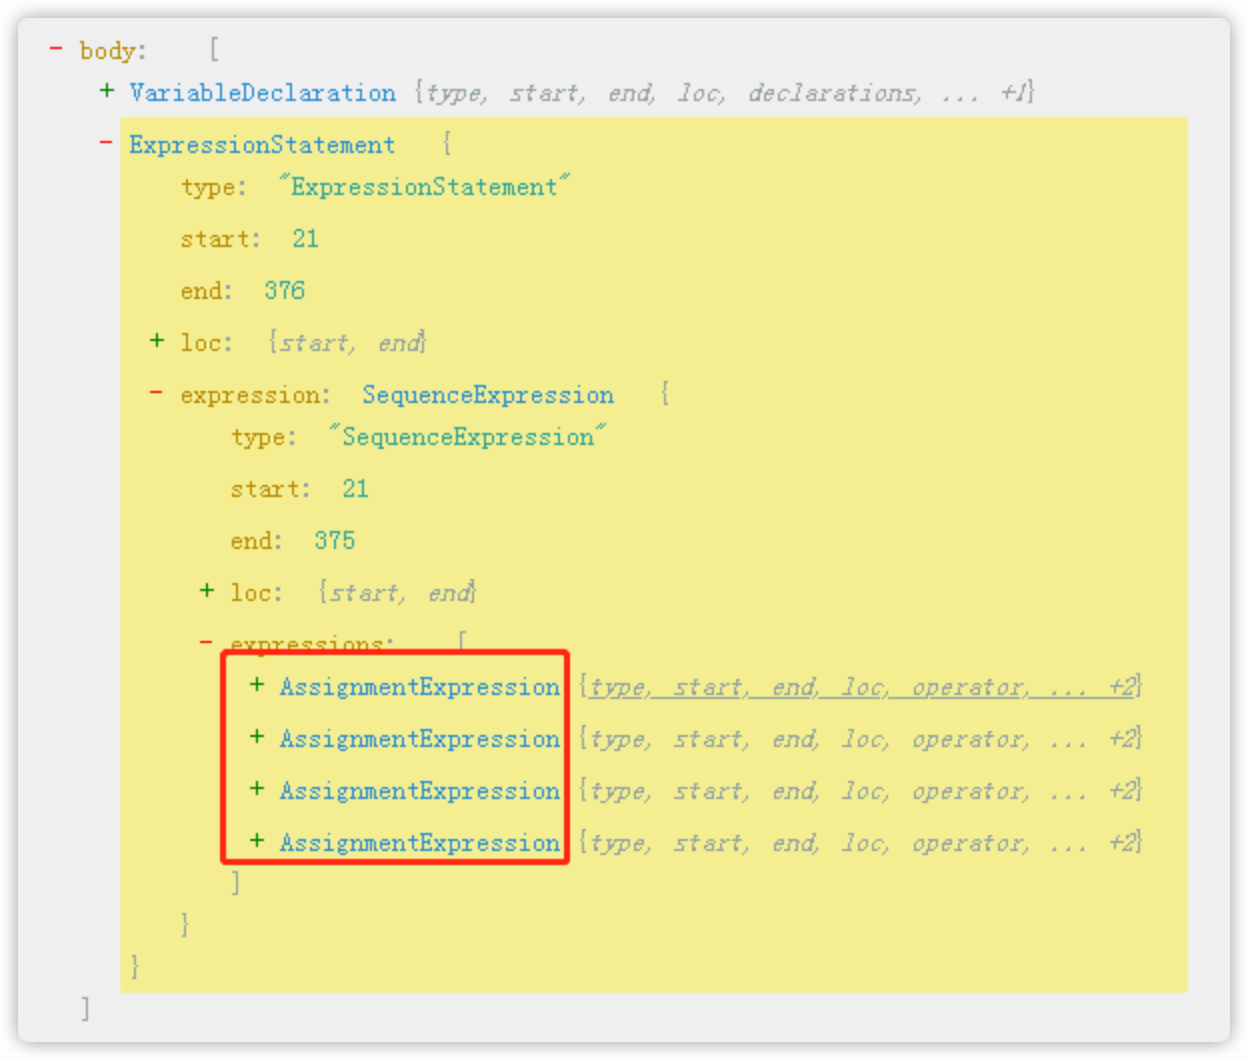 - body: [
+ VariableDeclaration {type, start, end, loc, declarations, ... +1}
- ExpressionStatement {
type: "ExpressionStatement"
start: 21
end: 376
+ loc: {start, end}
- expression: SequenceExpression {
type: "SequenceExpression"
start: 21
end: 375
+ loc: {start, end}
- expressions: [
+ AssignmentExpression {type, start, end, loc, operator, ... +2}
+ AssignmentExpression {type, start, end, loc, operator, ... +2}
+ AssignmentExpression {type, start, end, loc, operator, ... +2}
+ AssignmentExpression {type, start, end, loc, operator, ... +2}
]
}
}
]